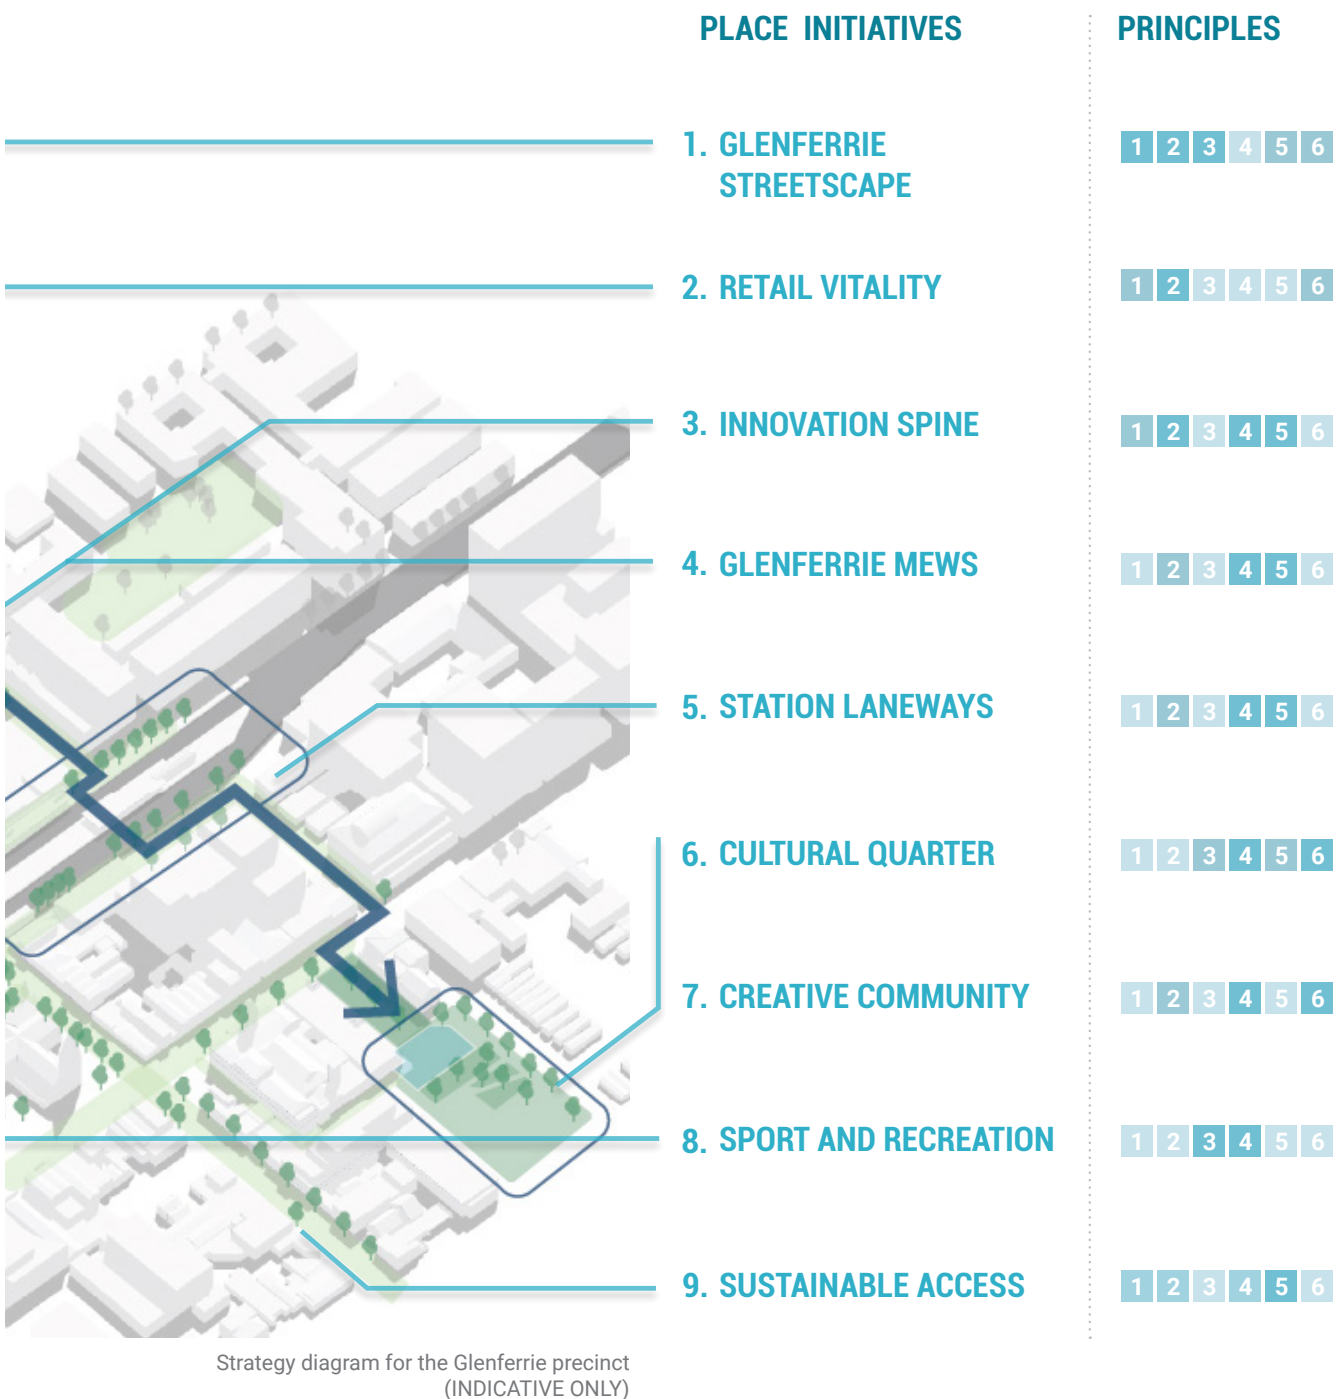 PLACE INITIATIVES PRINCIPLES
1. GLENFERRIE
STREETSCAPE
1 2 3 4 5 6
2. RETAIL VITALITY
1 2 3 4 5 6
3. INNOVATION SPINE
1 2 3 4 5 6
4. GLENFERRIE MEWS
1 2 3 4 5 6
5. STATION LANEWAYS
1 2 3 4 5 6
6. CULTURAL QUARTER
1 2 3 4 5 6
7. CREATIVE COMMUNITY
1 2 3 4 5 6
8. SPORT AND RECREATION
1 2 3 4 5 6
9. SUSTAINABLE ACCESS
1 2 3 4 5 6
Strategy diagram for the Glenferrie precinct
(INDICATIVE ONLY)